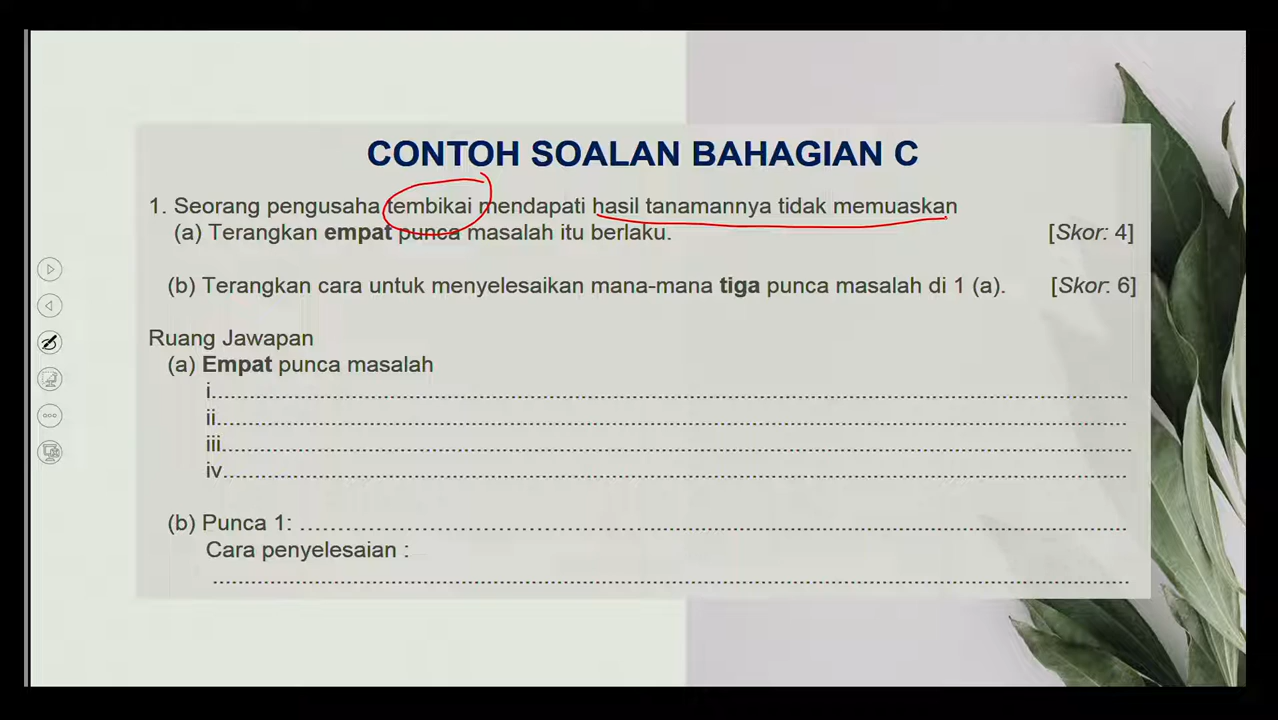 CONTOH SOALAN BAHAGIAN C
1. Seorang pengusaha tembikai mendapati hasil tanamannya tidak memuaskan
(a) Terangkan empat punca masalah itu berlaku. [Skor: 4]
(b) Terangkan cara untuk menyelesaikan mana-mana tiga punca masalah di 1 (a). [Skor: 6]
Ruang Jawapan
(a) Empat punca masalah
i.
ii.
iii.
iv.
(b) Punca 1:
Cara penyelesaian :